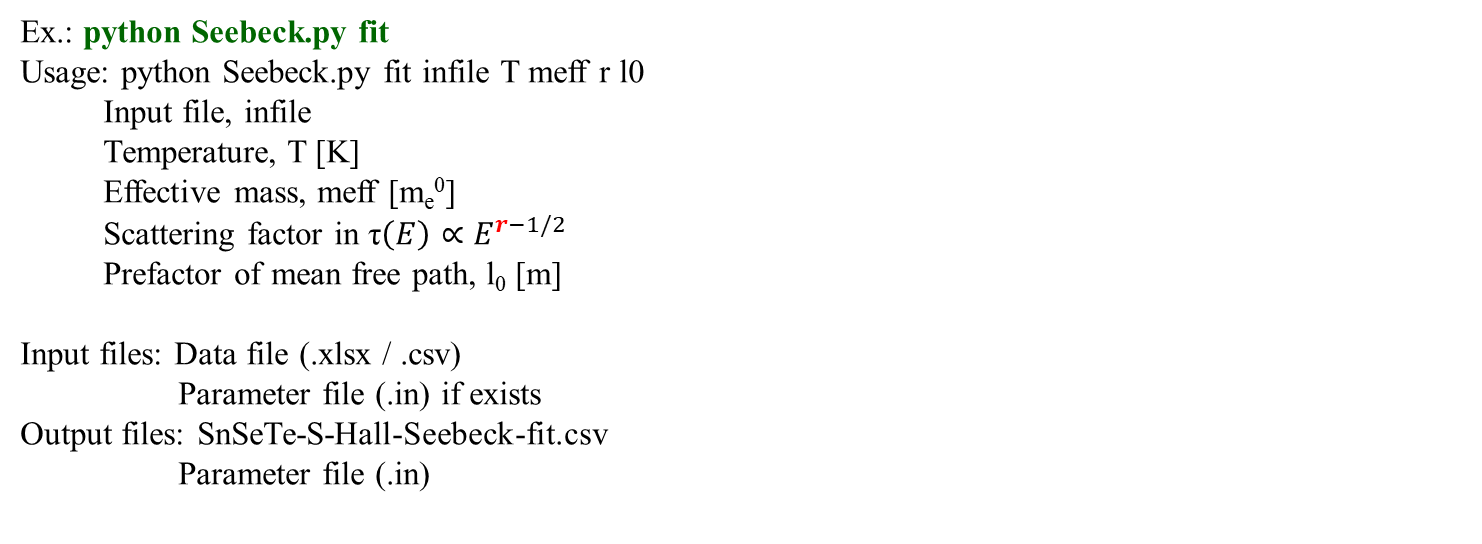 Ex.: python Seebeck.py fit
Usage: python Seebeck.py fit infile T meff r l0
Input file, infile
Temperature, T [K]
Effective mass, meff [mₑ⁰]
Scattering factor in τ(E) ∝ E^{r−1/2}
Prefactor of mean free path, l₀ [m]
Input files: Data file (.xlsx / .csv)
Parameter file (.in) if exists
Output files: SnSeTe-S-Hall-Seebeck-fit.csv
Parameter file (.in)